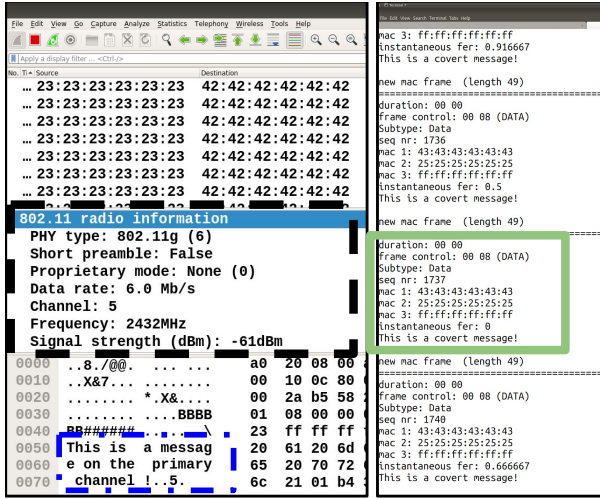 File Edit View Go Capture Analyze Statistics Telephony Wireless Tools Help
Apply a display filter ... <Ctrl-/>
No. Ti Source Destination
... 23:23:23:23:23:23 42:42:42:42:42:42
... 23:23:23:23:23:23 42:42:42:42:42:42
... 23:23:23:23:23:23 42:42:42:42:42:42
... 23:23:23:23:23:23 42:42:42:42:42:42
... 23:23:23:23:23:23 42:42:42:42:42:42
... 23:23:23:23:23:23 42:42:42:42:42:42
... 23:23:23:23:23:23 42:42:42:42:42:42
802.11 radio information
PHY type: 802.11g (6)
Short preamble: False
Proprietary mode: None (0)
Data rate: 6.0 Mb/s
Channel: 5
Frequency: 2432MHz
Signal strength (dBm): -61dBm
0000 ..8./@@. .... ... a0 20 08 00
0010 ..X&7... ........ 00 10 0c 80
0020 ........ *.X&.... 00 2a b5 58
0030 ........ ....BBBB 01 08 00 00
0040 BB######......\ 23 ff ff ff
0050 This is a messag 20 61 20 6d
0060 e on the primary 65 20 70 72
0070 channel !..5. 6c 21 01 b4
File Edit View Search Terminal Tabs Help
mac 3: ff:ff:ff:ff:ff:ff
instantaneous fer: 0.916667
This is a covert message!
new mac frame (length 49)
=========================================
duration: 00 00
frame control: 00 08 (DATA)
Subtype: Data
seq nr: 1736
mac 1: 43:43:43:43:43:43
mac 2: 25:25:25:25:25:25
mac 3: ff:ff:ff:ff:ff:ff
instantaneous fer: 0.5
This is a covert message!
new mac frame (length 49)
=========================================
duration: 00 00
frame control: 00 08 (DATA)
Subtype: Data
seq nr: 1737
mac 1: 43:43:43:43:43:43
mac 2: 25:25:25:25:25:25
mac 3: ff:ff:ff:ff:ff:ff
instantaneous fer: 0
This is a covert message!
new mac frame (length 49)
=========================================
duration: 00 00
frame control: 00 08 (DATA)
Subtype: Data
seq nr: 1740
mac 1: 43:43:43:43:43:43
mac 2: 25:25:25:25:25:25
mac 3: ff:ff:ff:ff:ff:ff
instantaneous fer: 0.666667
This is a covert message!